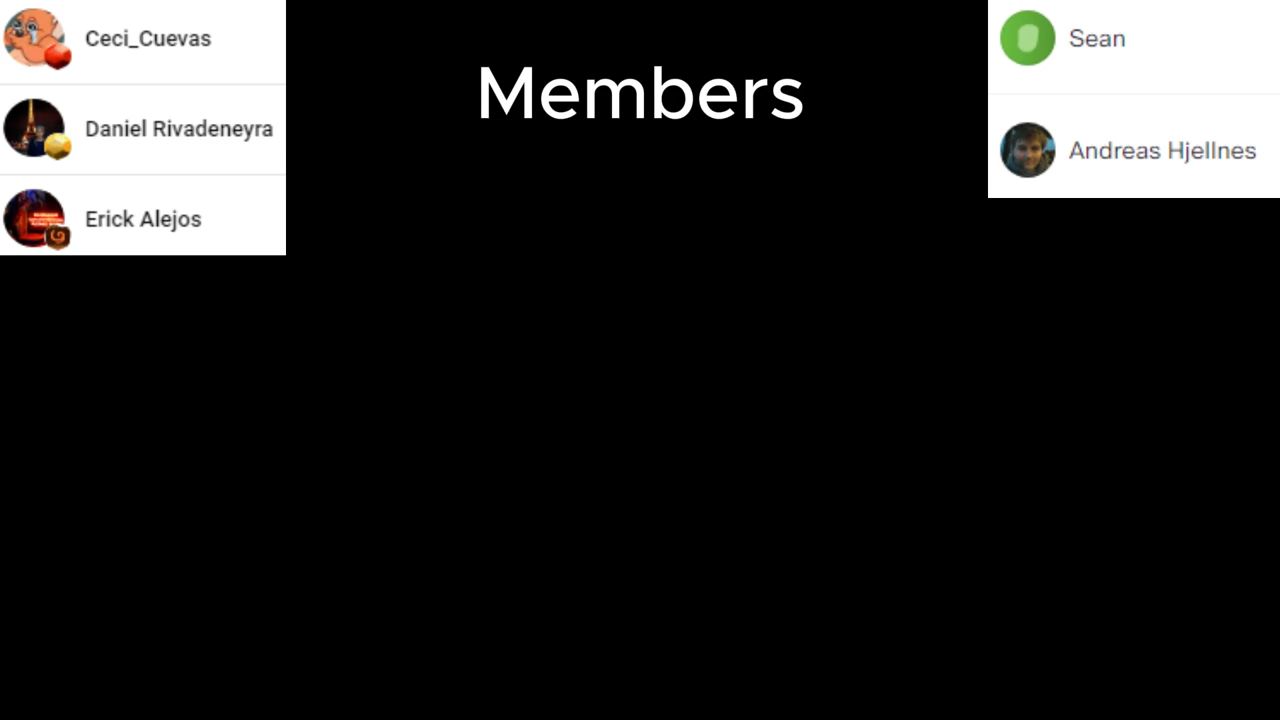 Members
Ceci_Cuevas
Daniel Rivadeneyra
Erick Alejos
Sean
Andreas Hjellnes